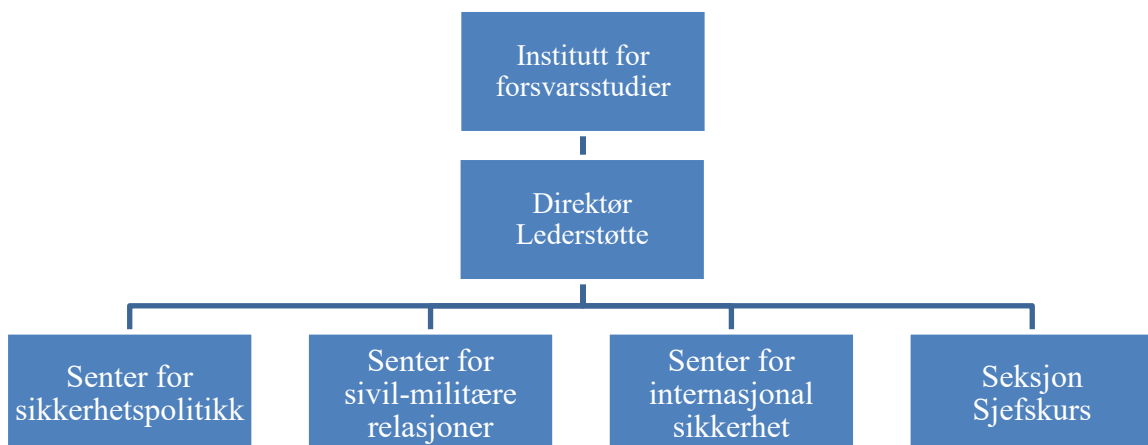 Institutt for
forsvarsstudier
Direktør
Lederstøtte
Senter for
sikkerhetspolitikk
Senter for
sivil-militære
relasjoner
Senter for
internasjonal
sikkerhet
Seksjon
Sjefskurs